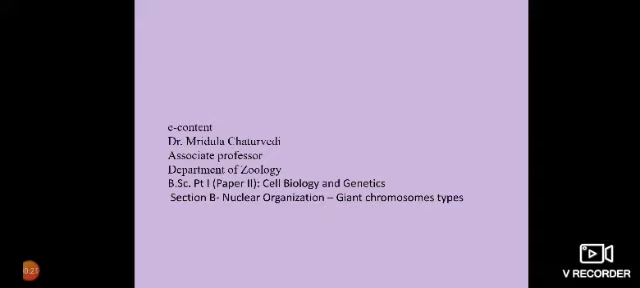 e-content
Dr. Mridula Chaturvedi
Associate professor
Department of Zoology
B.Sc. Pt I (Paper II): Cell Biology and Genetics
Section B- Nuclear Organization – Giant chromosomes types
V RECORDER